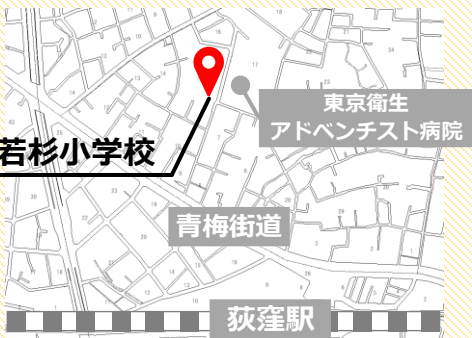 東京衛生
アドベンチスト病院
若杉小学校
青梅街道
荻窪駅